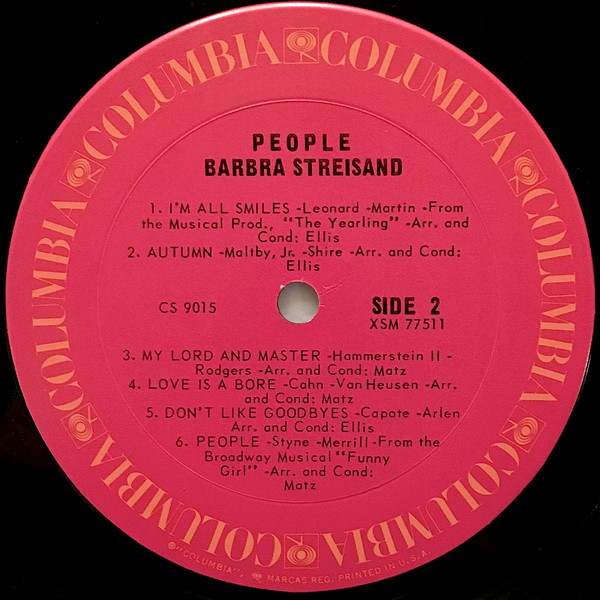 COLUMBIA COLUMBIA COLUMBIA COLUMBIA COLUMBIA COLUMBIA COLUMBIA COLUMBIA
PEOPLE
BARBRA STREISAND
1. I'M ALL SMILES -Leonard -Martin -From
the Musical Prod., "The Yearling" -Arr. and
Cond: Ellis
2. AUTUMN -Maltby, Jr. -Shire -Arr. and Cond:
Ellis
CS 9015
SIDE 2
XSM 77511
3. MY LORD AND MASTER -Hammerstein II -
Rodgers -Arr. and Cond: Matz
4. LOVE IS A BORE -Cahn -Van Heusen -Arr.
and Cond: Matz
5. DON'T LIKE GOODBYES -Capote -Arlen
Arr. and Cond: Ellis
6. PEOPLE -Styne -Merrill -From the
Broadway Musical "Funny
Girl" -Arr. and Cond:
Matz
®"COLUMBIA", MARCAS REG. PRINTED IN U.S.A.